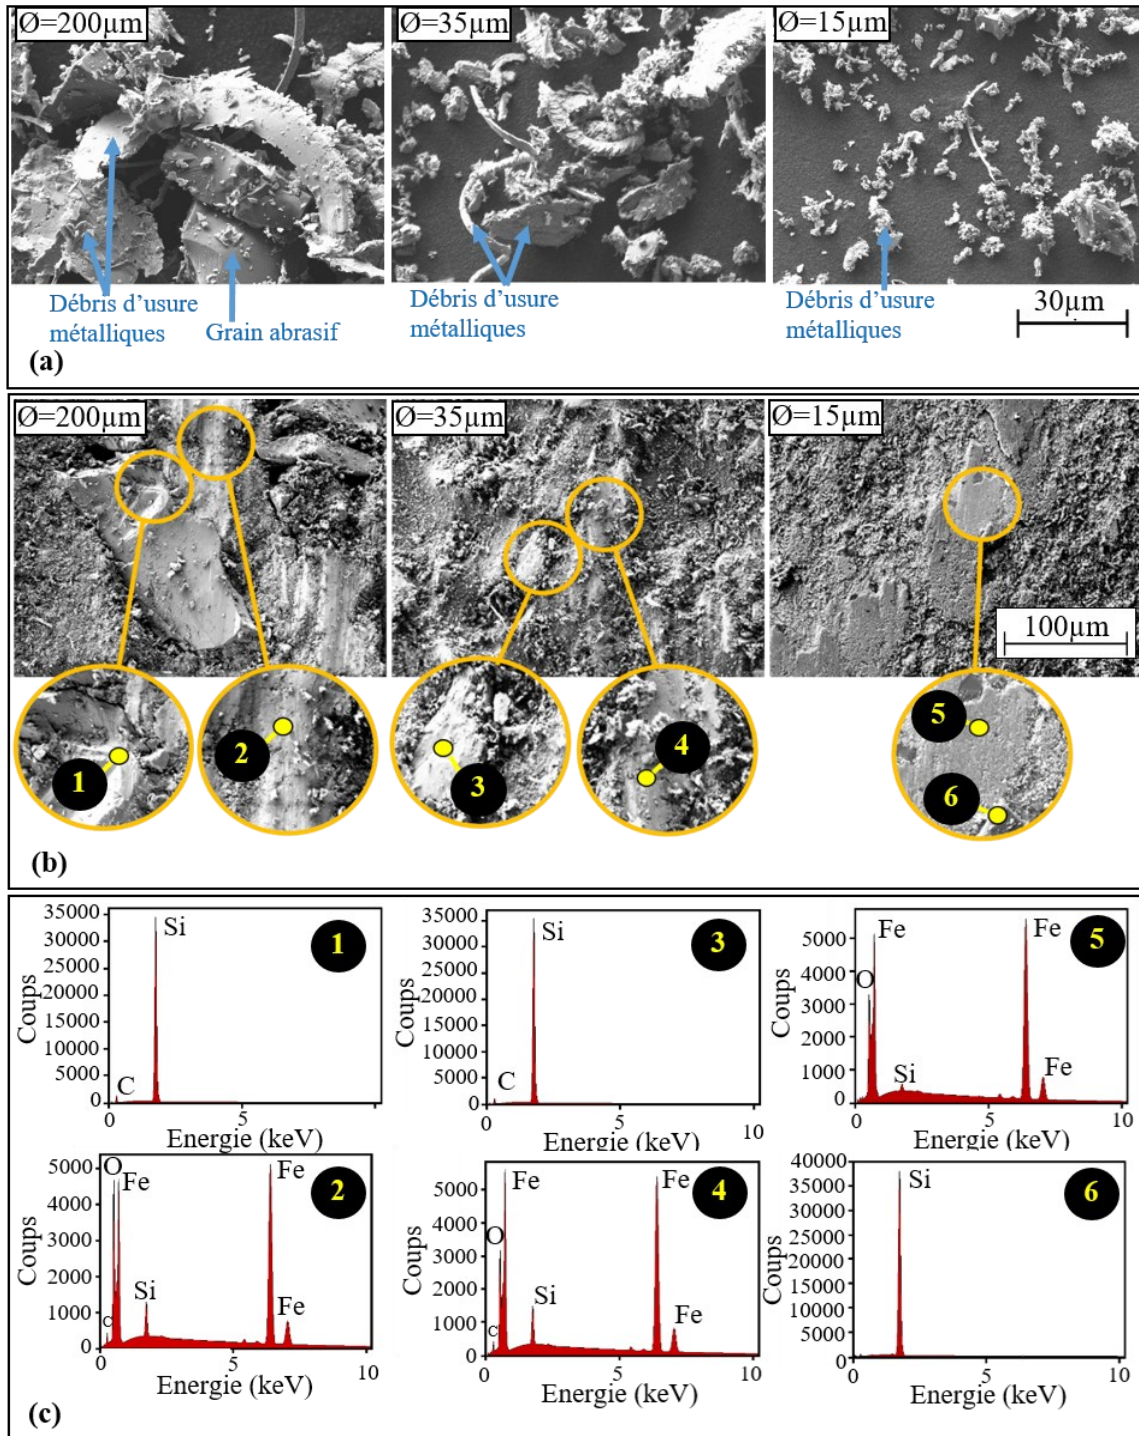 Ø=200µm
Ø=35µm
Ø=15µm
Débris d’usure
métalliques
Grain abrasif
Débris d’usure
métalliques
Débris d’usure
métalliques
30µm
(a)
Ø=200µm
Ø=35µm
Ø=15µm
100µm
1
2
3
4
5
6
(b)
35000
30000
25000
20000
15000
10000
5000
0
Coups
Si
C
1
0
5
Energie (keV)
35000
30000
25000
20000
15000
10000
5000
0
Coups
Si
C
3
0
5
Energie (keV)
5000
4000
3000
2000
1000
0
Coups
O
Fe
Si
Fe
Fe
5
0
5
10
Energie (keV)
5000
4000
3000
2000
1000
0
Coups
O
Fe
c
Si
Fe
Fe
2
0
5
10
Energie (keV)
5000
4000
3000
2000
1000
0
Coups
O
Fe
c
Si
Fe
Fe
4
0
5
10
Energie (keV)
40000
35000
30000
25000
20000
15000
10000
5000
0
Coups
Si
6
0
5
10
Energie (keV)
(c)